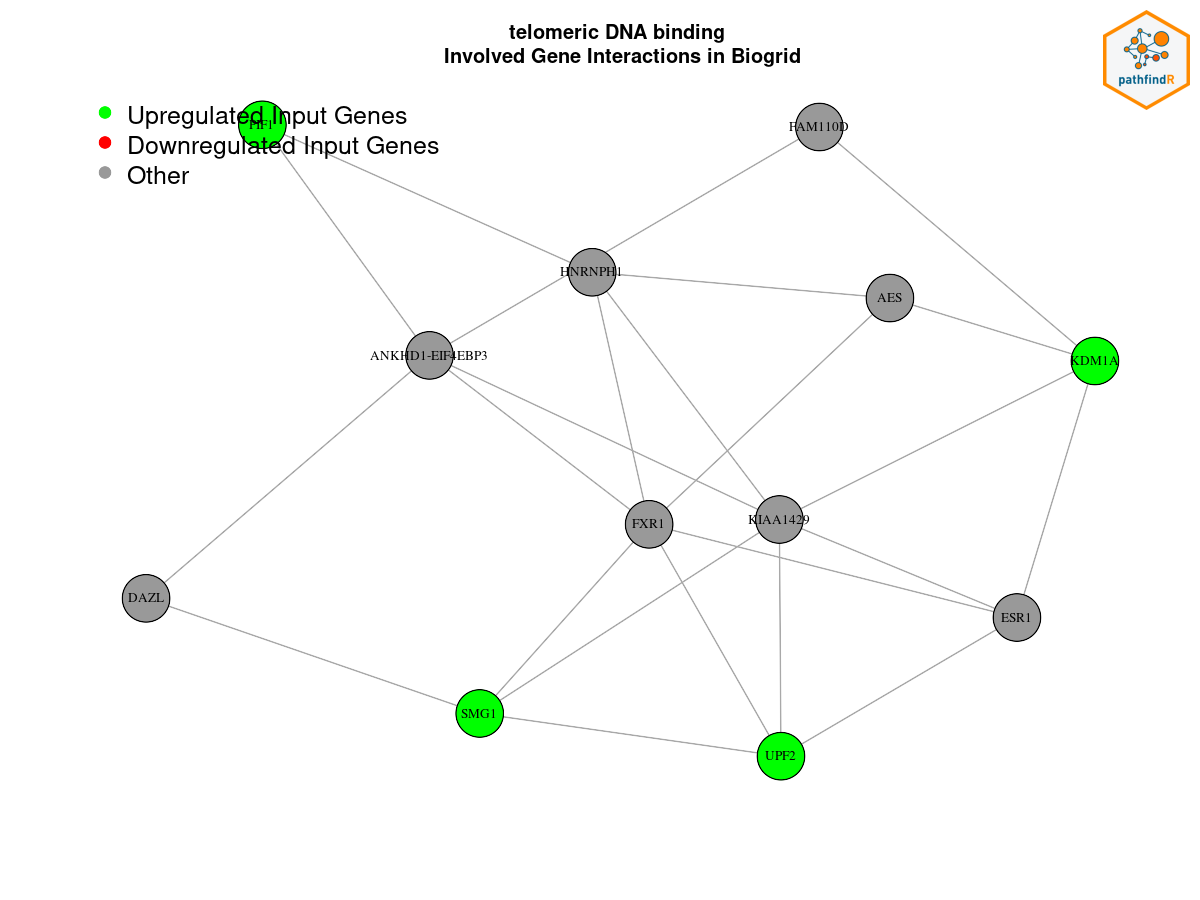 telomeric DNA binding
Involved Gene Interactions in Biogrid
pathfindR
Upregulated Input Genes
Downregulated Input Genes
Other
PIF1
FAM110D
HNRNPH1
AES
ANKHD1-EIF4EBP3
KDM1A
FXR1
KIAA1429
DAZL
ESR1
SMG1
UPF2